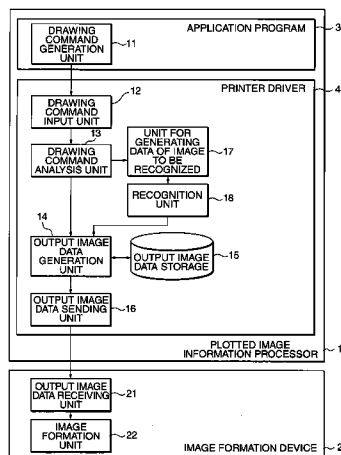 APPLICATION PROGRAM
3
DRAWING
COMMAND
GENERATION
UNIT
11
PRINTER DRIVER
4
12
DRAWING
COMMAND
INPUT UNIT
13
DRAWING
COMMAND
ANALYSIS UNIT
UNIT FOR
GENERATING
DATA OF IMAGE
TO BE
RECOGNIZED
17
RECOGNITION
UNIT
18
14
OUTPUT IMAGE
DATA
GENERATION
UNIT
OUTPUT IMAGE
DATA STORAGE
15
OUTPUT IMAGE
DATA SENDING
UNIT
16
PLOTTED IMAGE
INFORMATION PROCESSOR
1
OUTPUT IMAGE
DATA RECEIVING
UNIT
21
IMAGE
FORMATION UNIT
22
IMAGE FORMATION DEVICE
2